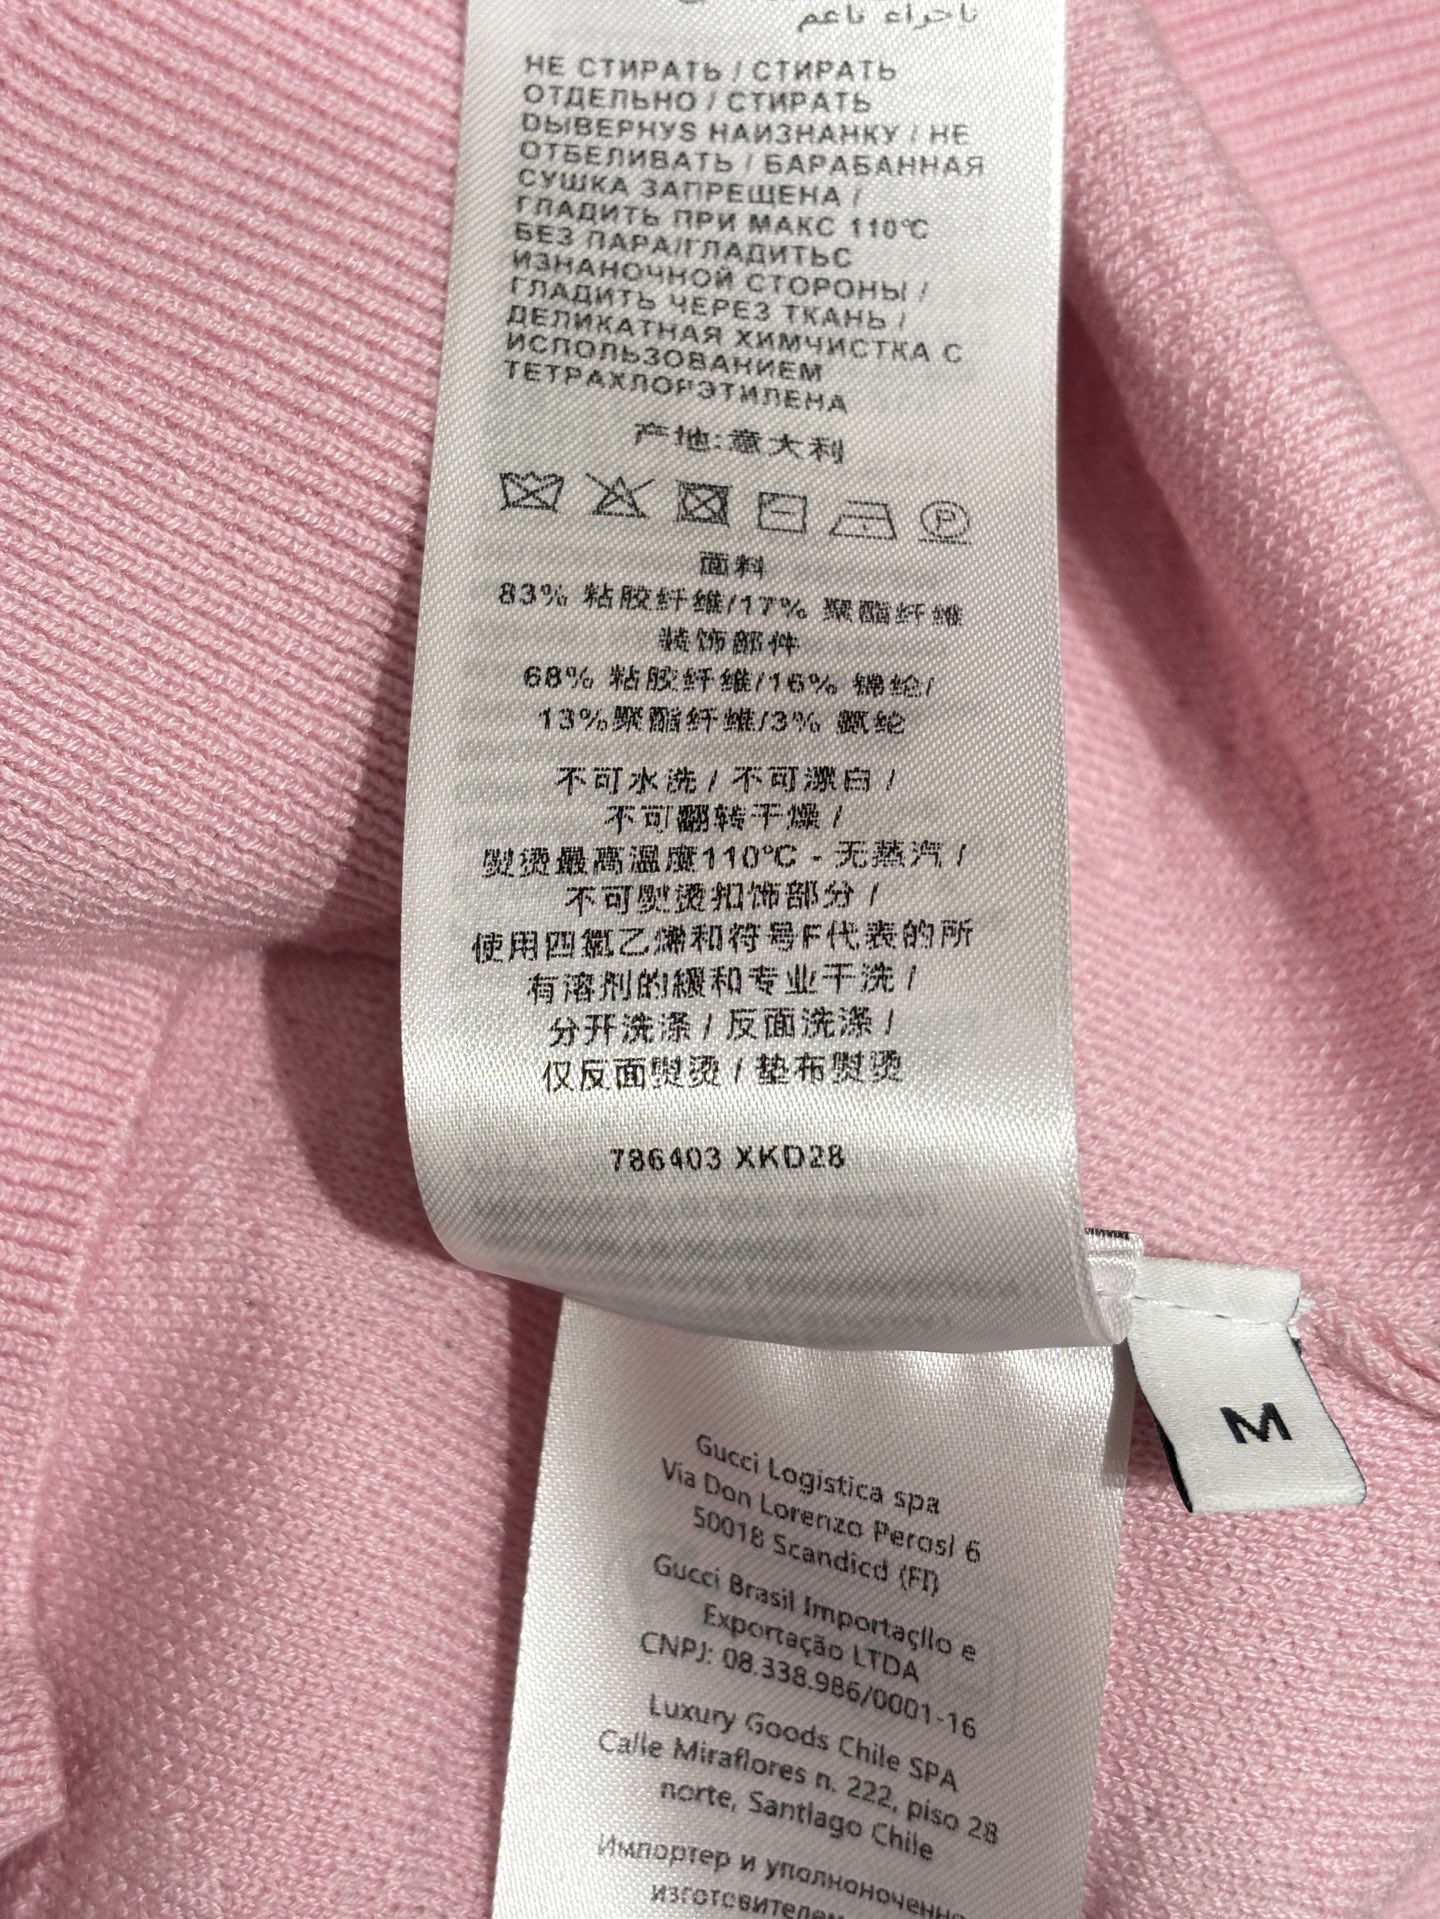 ناعم
НЕ СТИРАТЬ / СТИРАТЬ
ОТДЕЛЬНО / СТИРАТЬ
DЫВЕРНУS НАИЗНАНКУ / НЕ
ОТБЕЛИВАТЬ / БАРАБАННАЯ
СУШКА ЗАПРЕЩЕНА /
ГЛАДИТЬ ПРИ МАКС 110°C
БЕЗ ПАРА/ГЛАДИТЬС
ИЗНАНОЧНОЙ СТОРОНЫ /
ГЛАДИТЬ ЧЕРЕЗ ТКАНЬ /
ДЕЛИКАТНАЯ ХИМЧИСТКА С
ИСПОЛЬЗОВАНИЕМ
ТЕТРАХЛОРЭТИЛЕНА
产地:意大利
P
面料
83% 粘胶纤维/17% 聚酯纤维
装饰部件
68% 粘胶纤维/16% 锦纶/
13%聚酯纤维/3% 氨纶
不可水洗 / 不可漂白 /
不可翻转干燥 /
熨烫最高温度110°C - 无蒸汽 /
不可熨烫扣饰部分 /
使用四氯乙烯和符号F代表的所
有溶剂的缓和专业干洗 /
分开洗涤 / 反面洗涤 /
仅反面熨烫 / 垫布熨烫
786403 XKD28
M
Gucci Logistica spa
Via Don Lorenzo Perosl 6
50018 Scandicd (FI)
Gucci Brasil Importaçllo e
Exportação LTDA
CNPJ: 08.338.986/0001-16
Luxury Goods Chile SPA
Calle Miraflores n. 222, piso 28
norte, Santlago Chile
Импортер и уполноноченн
изготовителем